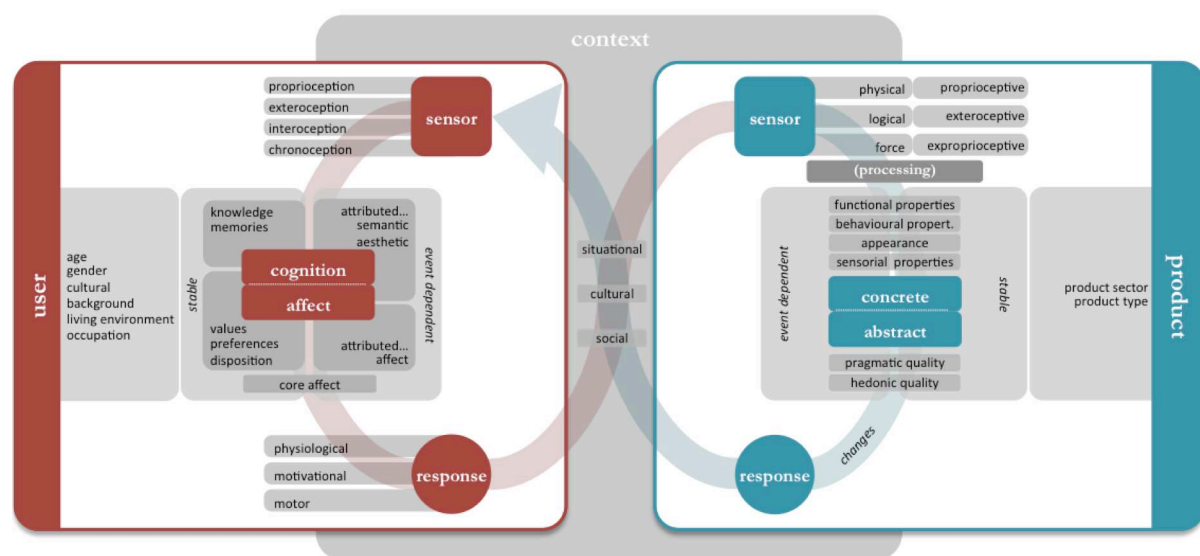 context
user
proprioception
exteroception
interoception
chronoception
sensor
age
gender
cultural
background
living environment
occupation
stable
knowledge
memories
attributed...
semantic
aesthetic
cognition
affect
event dependent
values
preferences
disposition
attributed...
affect
core affect
physiological
motivational
motor
response
situational
cultural
social
sensor
physical
proprioceptive
logical
exteroceptive
force
exproprioceptive
(processing)
event dependent
functional properties
behavioural propert.
appearance
sensorial properties
concrete
abstract
pragmatic quality
hedonic quality
stable
product sector
product type
changes
response
product